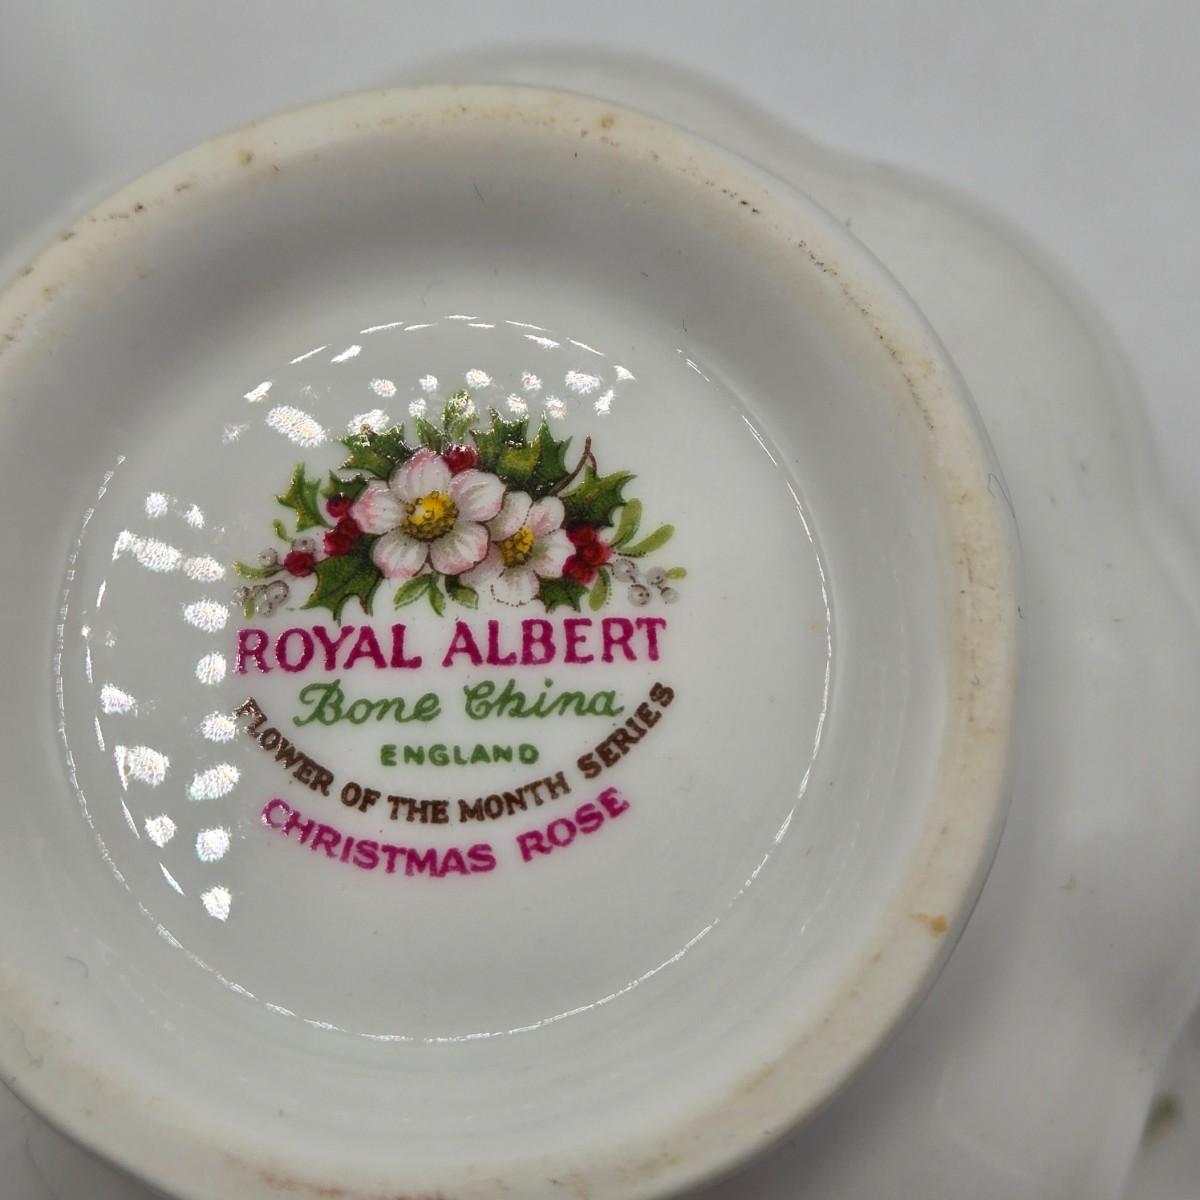 ROYAL ALBERT
Bone China
ENGLAND
FLOWER OF THE MONTH SERIES
CHRISTMAS ROSE